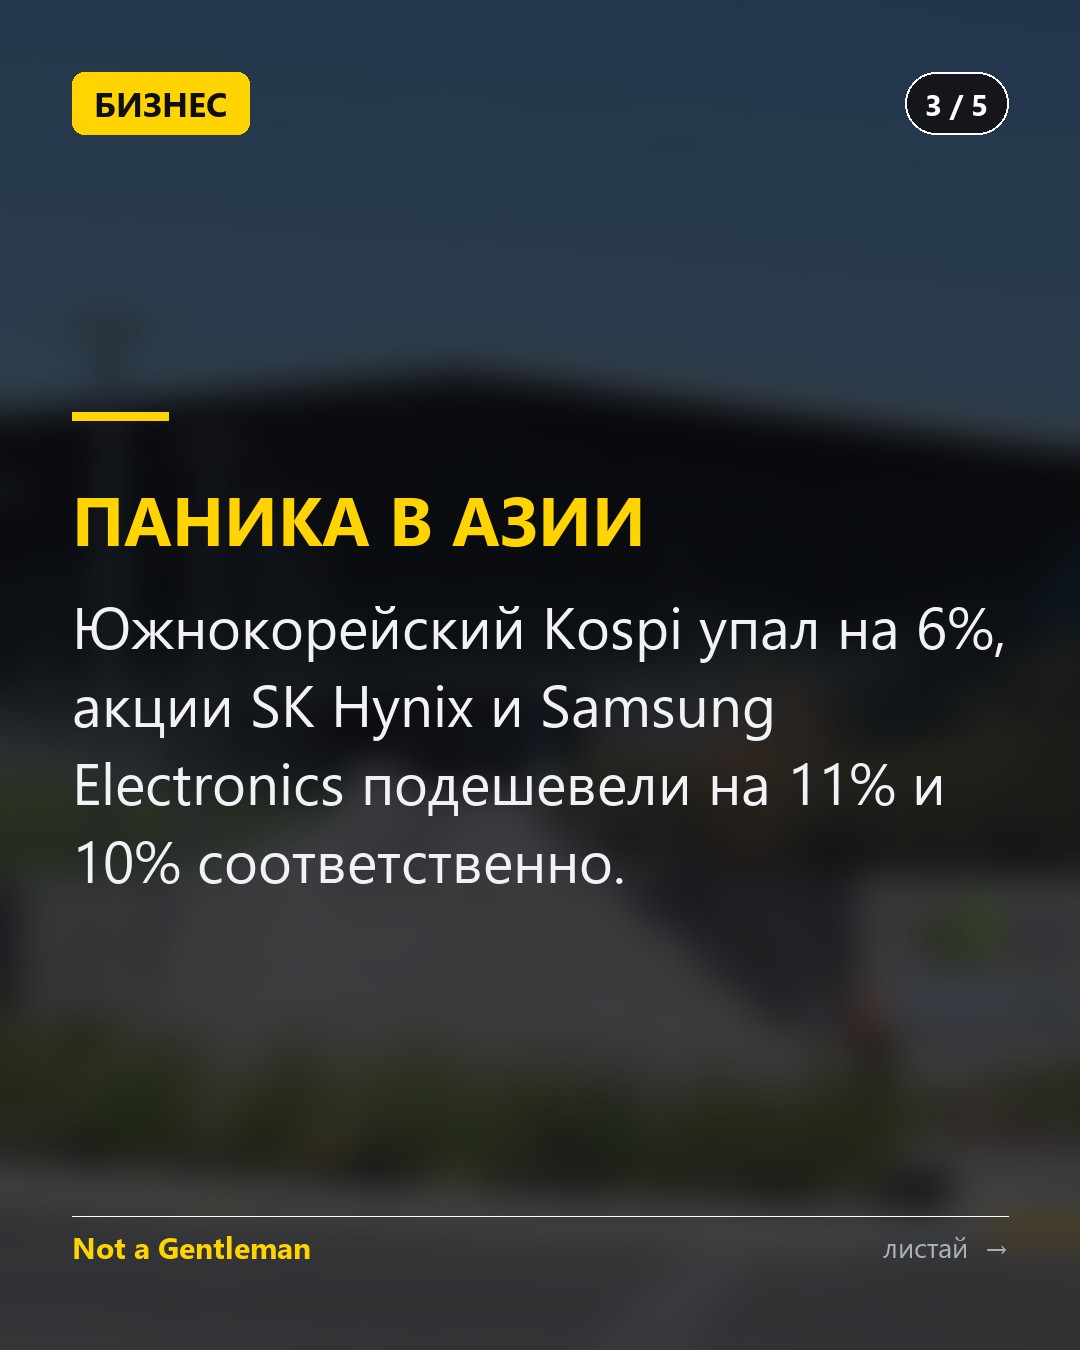 БИЗНЕС
3 / 5
ПАНИКА В АЗИИ
Южнокорейский Kospi упал на 6%,
акции SK Hynix и Samsung
Electronics подешевели на 11% и
10% соответственно.
Not a Gentleman
листай →